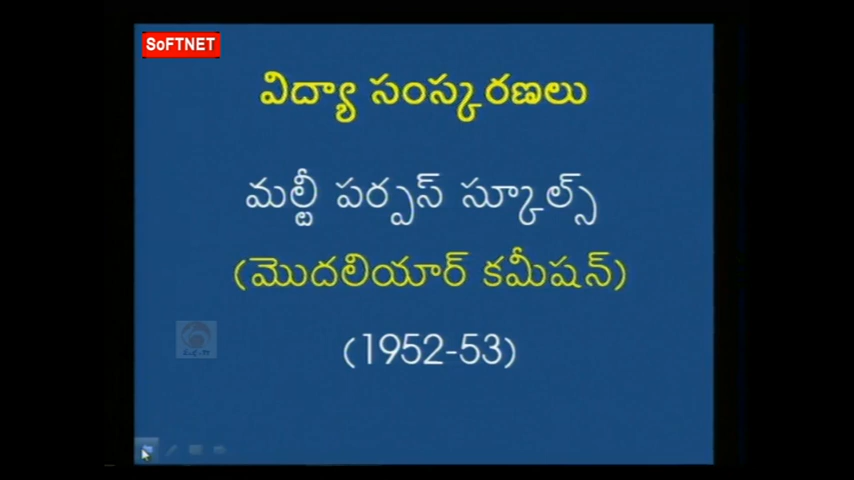 SoFTNET
విద్యా సంస్కరణలు
మల్టీ పర్పస్ స్కూల్స్
(మొదలియార్ కమీషన్)
(1952-53)